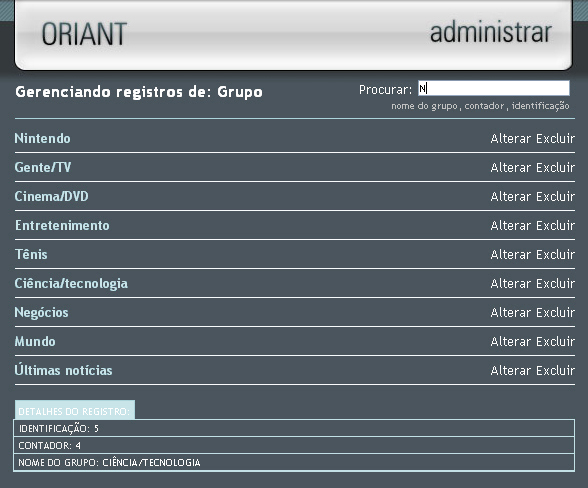 ORIANT administrar
Gerenciando registros de: Grupo Procurar: N
nome do grupo, contador, identificação
Nintendo Alterar Excluir
Gente/TV Alterar Excluir
Cinema/DVD Alterar Excluir
Entretenimento Alterar Excluir
Tênis Alterar Excluir
Ciência/tecnologia Alterar Excluir
Negócios Alterar Excluir
Mundo Alterar Excluir
Últimas notícias Alterar Excluir
DETALHES DO REGISTRO:
IDENTIFICAÇÃO: 5
CONTADOR: 4
NOME DO GRUPO: CIÊNCIA/TECNOLOGIA